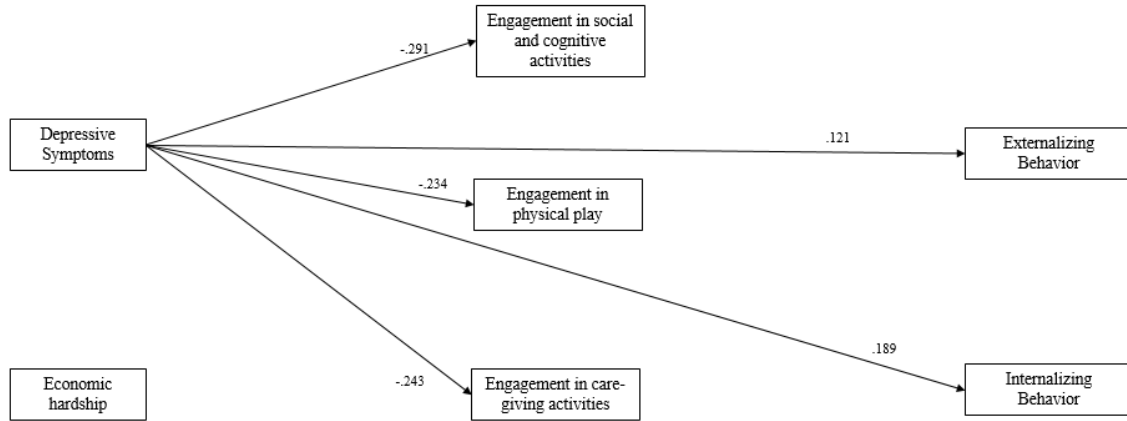 Engagement in social
and cognitive
activities
-.291
Depressive
Symptoms
.121
Externalizing
Behavior
-.234
Engagement in
physical play
.189
Economic
hardship
-.243
Engagement in care-
giving activities
Internalizing
Behavior